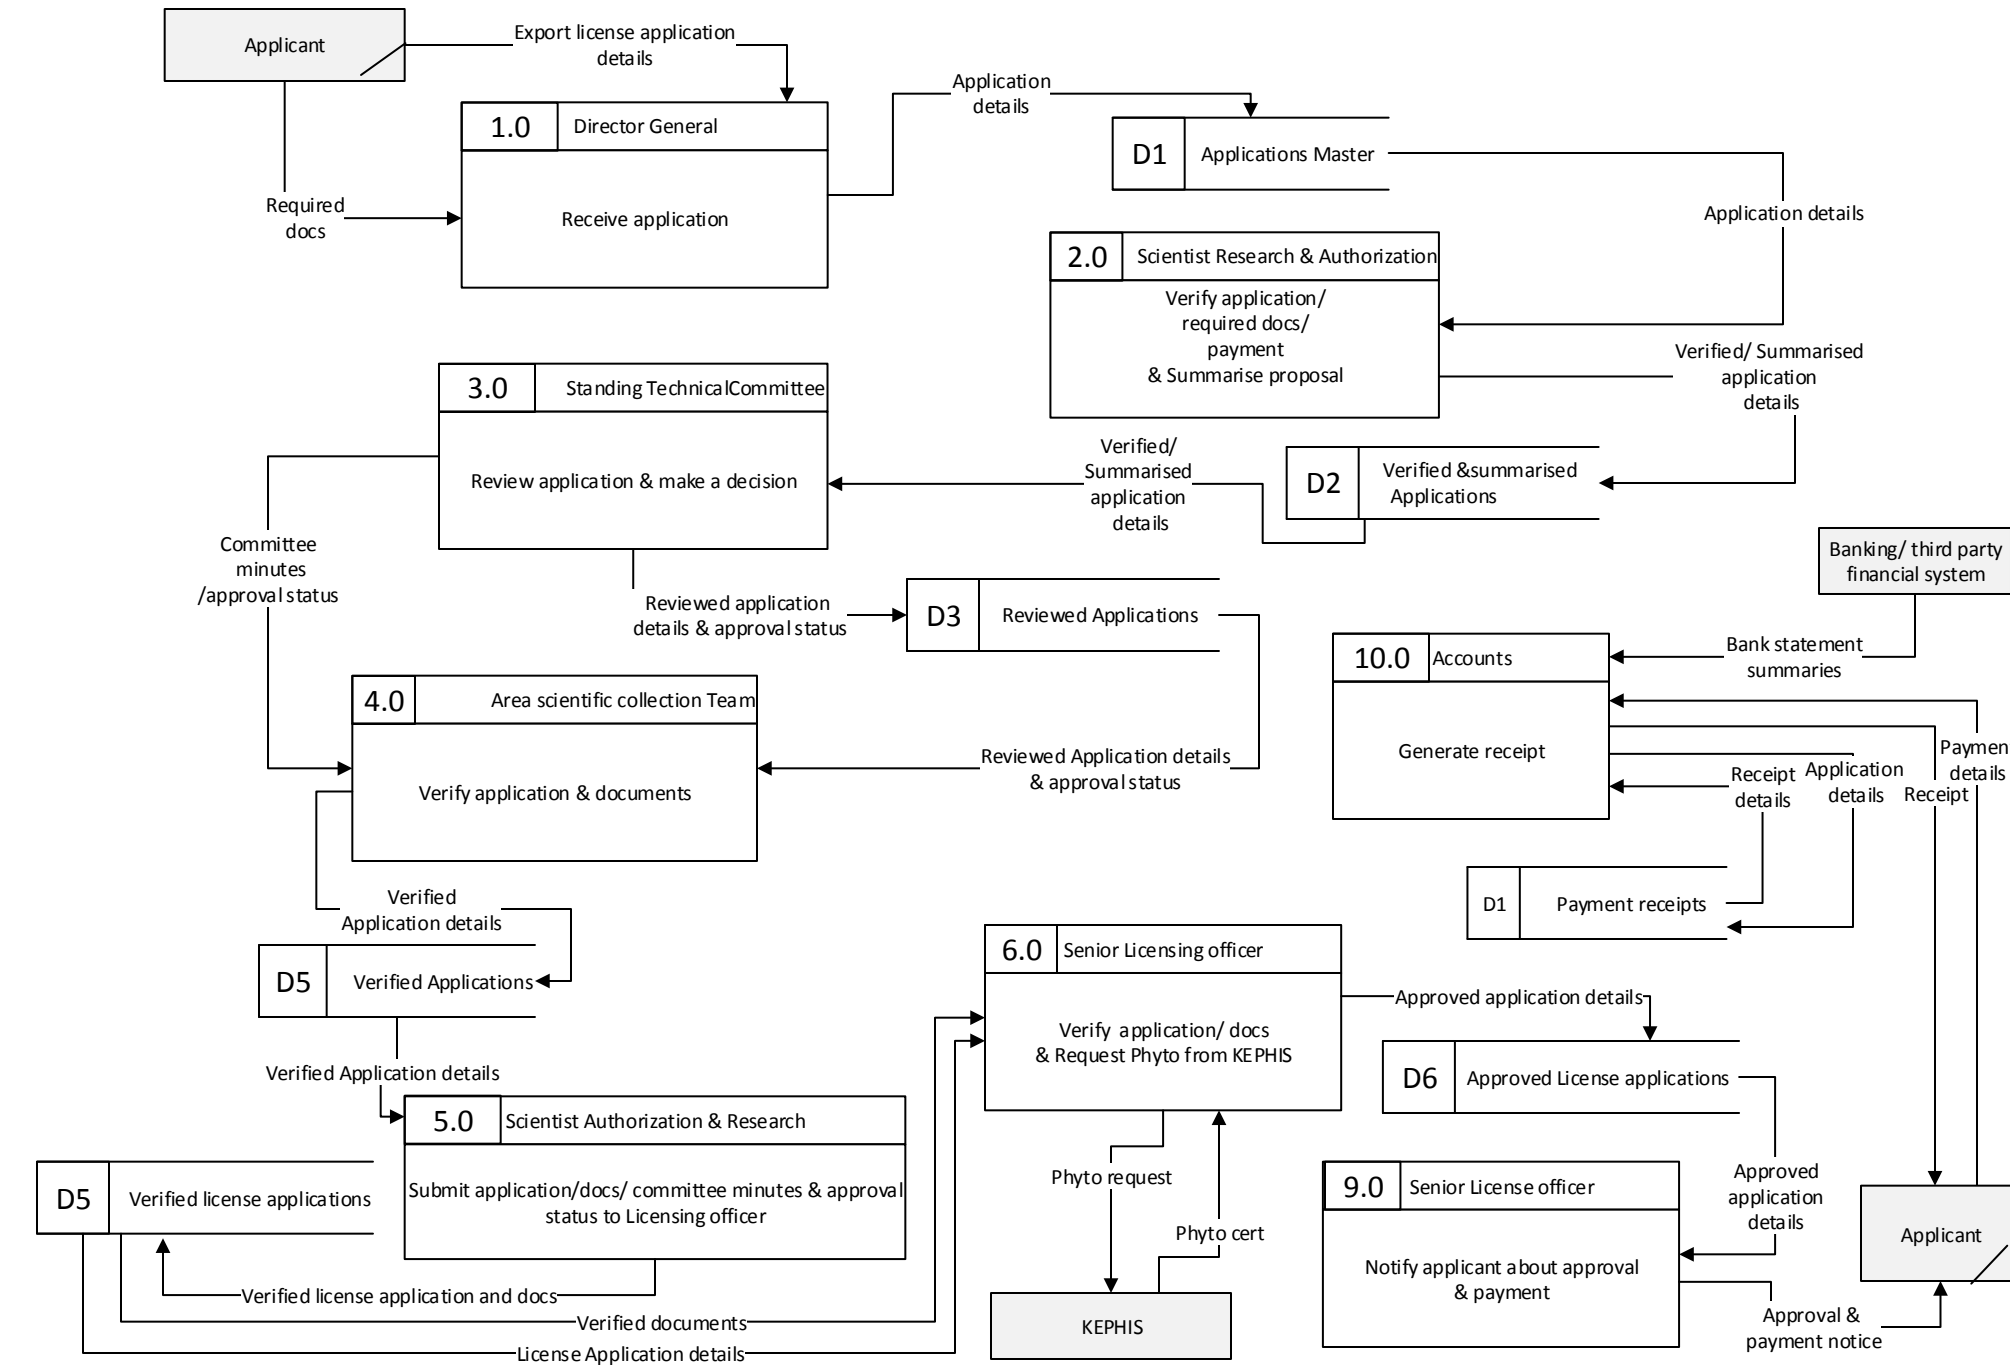 Applicant
Export license application
details
Application
details
1.0
Director General
Receive application
Required
docs
D1
Applications Master
Application details
2.0
Scientist Research & Authorization
Verify application/
required docs/
payment
& Summarise proposal
Verified/ Summarised
application
details
3.0
Standing TechnicalCommittee
Review application & make a decision
Verified/
Summarised
application
details
D2
Verified &summarised
Applications
Committee
minutes
/approval status
Banking/ third party
financial system
Reviewed application
details & approval status
D3
Reviewed Applications
10.0
Accounts
Generate receipt
Bank statement
summaries
4.0
Area scientific collection Team
Verify application & documents
Reviewed Application details
& approval status
Receipt
details
Application
details
Receipt
Paymen
details
Verified
Application details
D1
Payment receipts
D5
Verified Applications
6.0
Senior Licensing officer
Verify application/ docs
& Request Phyto from KEPHIS
Approved application details
D6
Approved License applications
Verified Application details
5.0
Scientist Authorization & Research
Submit application/docs/ committee minutes & approval
status to Licensing officer
D5
Verified license applications
Phyto request
Phyto cert
9.0
Senior License officer
Notify applicant about approval
& payment
Approved
application
details
Applicant
Verified license application and docs
Verified documents
License Application details
KEPHIS
Approval &
payment notice